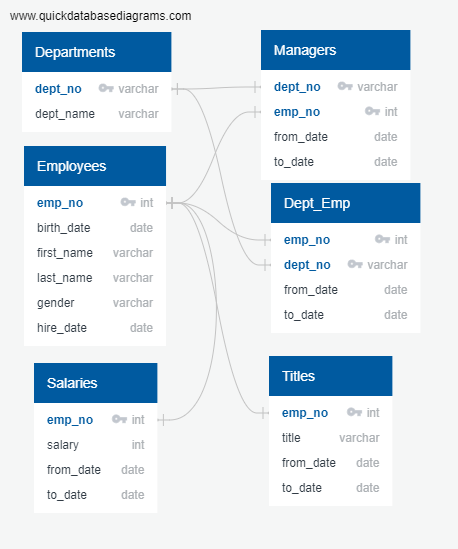 www.quickdatabasediagrams.com
Departments
dept_no varchar
dept_name varchar
Managers
dept_no varchar
emp_no int
from_date date
to_date date
Employees
emp_no int
birth_date date
first_name varchar
last_name varchar
gender varchar
hire_date date
Dept_Emp
emp_no int
dept_no varchar
from_date date
to_date date
Salaries
emp_no int
salary int
from_date date
to_date date
Titles
emp_no int
title varchar
from_date date
to_date date